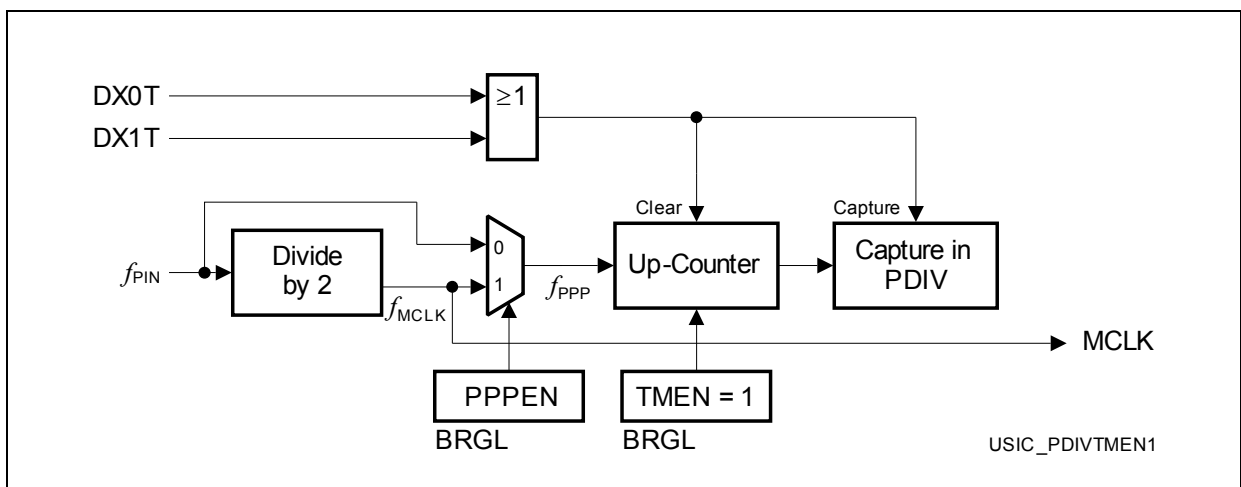 DX0T
≥1
DX1T
Clear
Capture
fPIN
Divide
by 2
0
1
fMCLK
fPPP
Up-Counter
Capture in
PDIV
MCLK
PPPEN
TMEN = 1
BRGL
BRGL
USIC_PDIVTMEN1